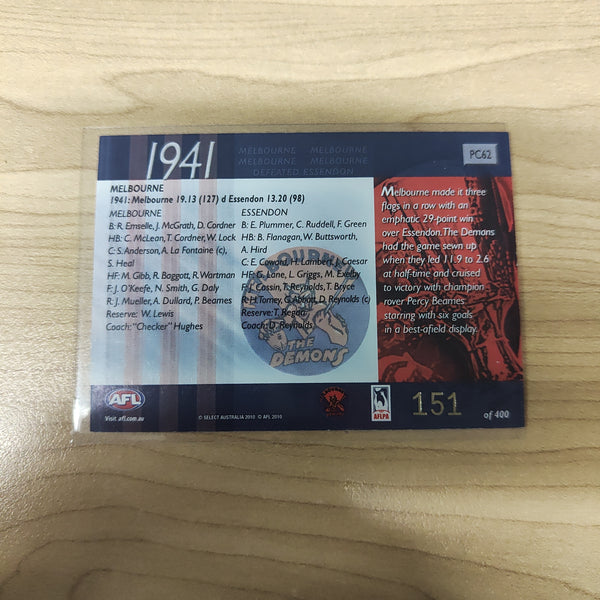 1941
MELBOURNE MELBOURNE
MELBOURNE MELBOURNE
DEFEATED ESSENDON
PC62
MELBOURNE
1941: Melbourne 19.13 (127) d Essendon 13.20 (98)
MELBOURNE
B: R. Emselle, J. McGrath, D. Cordner
HB: C. McLean, T. Cordner, W. Lock
C: S. Anderson, A. La Fontaine (c),
S. Heal
HF: M. Gibb, R. Baggott, R. Wartman
F: J. O'Keefe, N. Smith, G. Daly
R: J. Mueller, A. Dullard, P. Beames
Reserve: W. Lewis
Coach: "Checker" Hughes
ESSENDON
B: E. Plummer, C. Ruddell, F. Green
HB: B. Flanagan, W. Buttsworth,
A. Hird
C: E. Coward, H. Lambert, J. Caesar
HF: G. Lane, L. Griggs, M. Exelby
F: J. Cassin, T. Reynolds, T. Bryce
R: H. Torney, G. Abbott, D. Reynolds (c)
Reserve: T. Regan
Coach: D. Reynolds
MELBOURNE
THE
DEMONS
Melbourne made it three
flags in a row with an
emphatic 29-point win
over Essendon. The Demons
had the game sewn up
when they led 11.9 to 2.6
at half-time and cruised
to victory with champion
rover Percy Beames
starring with six goals
in a best-afield display.
AFL
Visit afl.com.au
© SELECT AUSTRALIA 2010 © AFL 2010
AFLPA
151
of 400